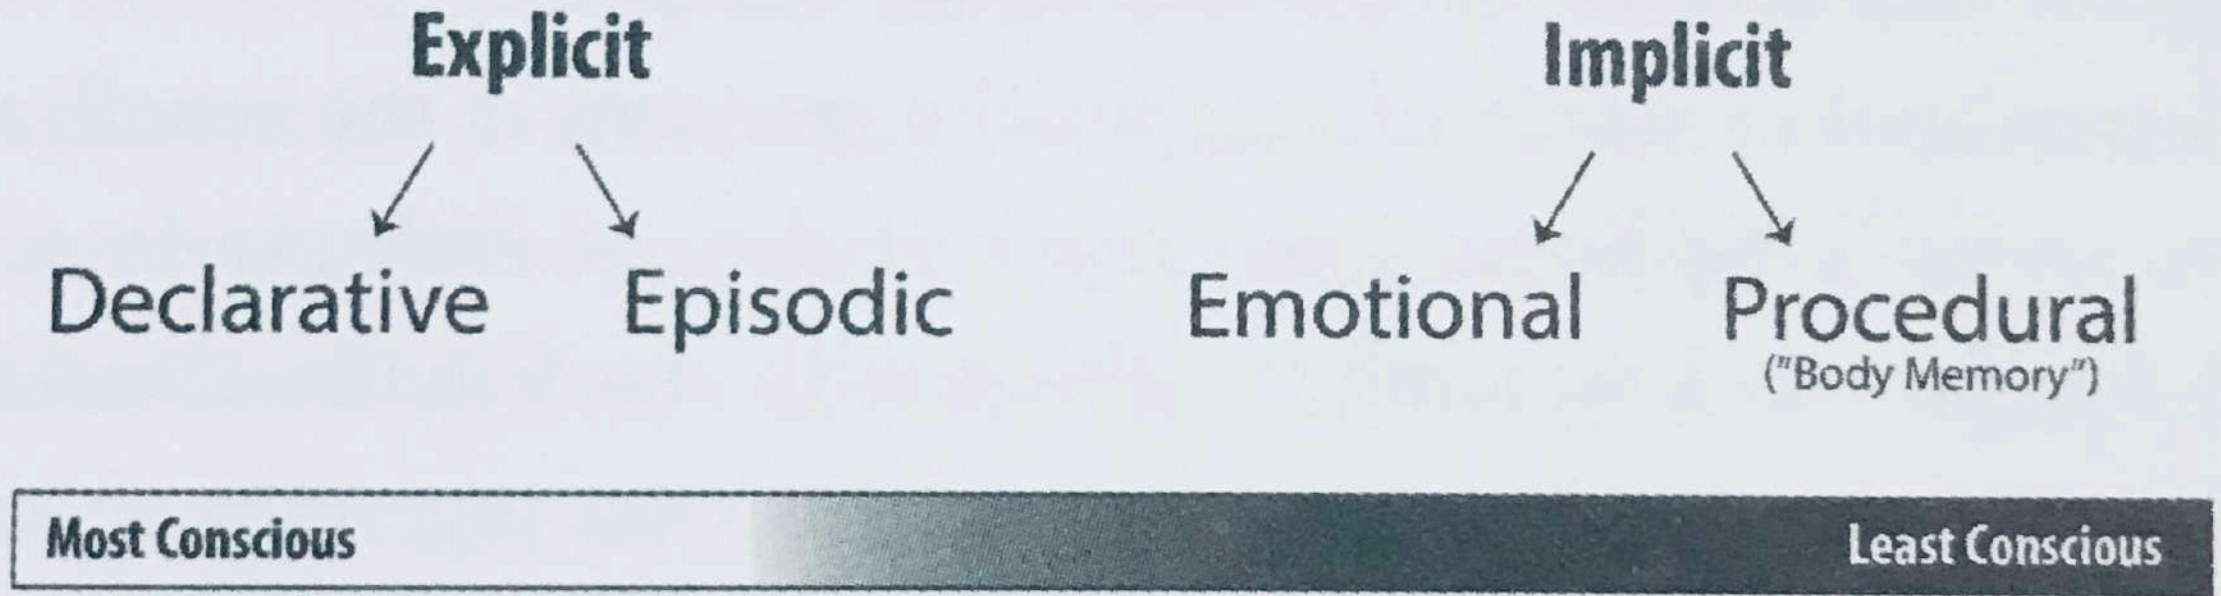 Explicit Implicit
Declarative Episodic Emotional Procedural
("Body Memory")
Most Conscious Least Conscious